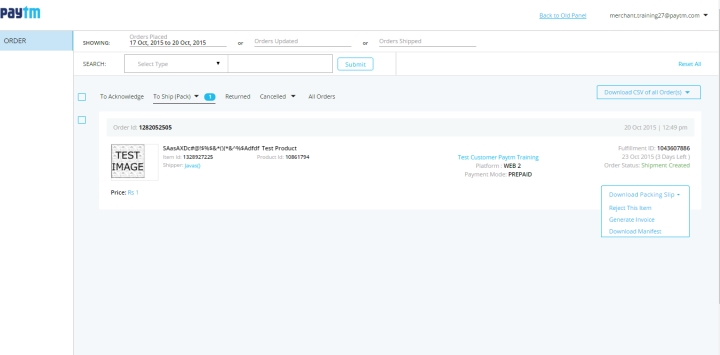 paytm
Back to Old Panel
merchant.training27@paytm.com
ORDER
SHOWING:
Orders Placed
17 Oct, 2015 to 20 Oct, 2015
or
Orders Updated
or
Orders Shipped
SEARCH:
Select Type
Submit
Reset All
To Acknowledge
To Ship (Pack)
1
Returned
Cancelled
All Orders
Download CSV of all Order(s)
Order Id: 1282052505
20 Oct 2015 | 12:49 pm
TEST
IMAGE
SAasAXDc#@!9%$&*()(*&^%$Adfdf Test Product
Item Id: 1328927225
Product Id: 10861794
Shipper:
Price: Rs 1
Test Customer Paytm Training
Platform : WEB 2
Payment Mode: PREPAID
Fulfillment ID: 1043607886
23 Oct 2015 (3 Days Left )
Order Status: Shipment Created
Download Packing Slip
Reject This Item
Generate Invoice
Download Manifest